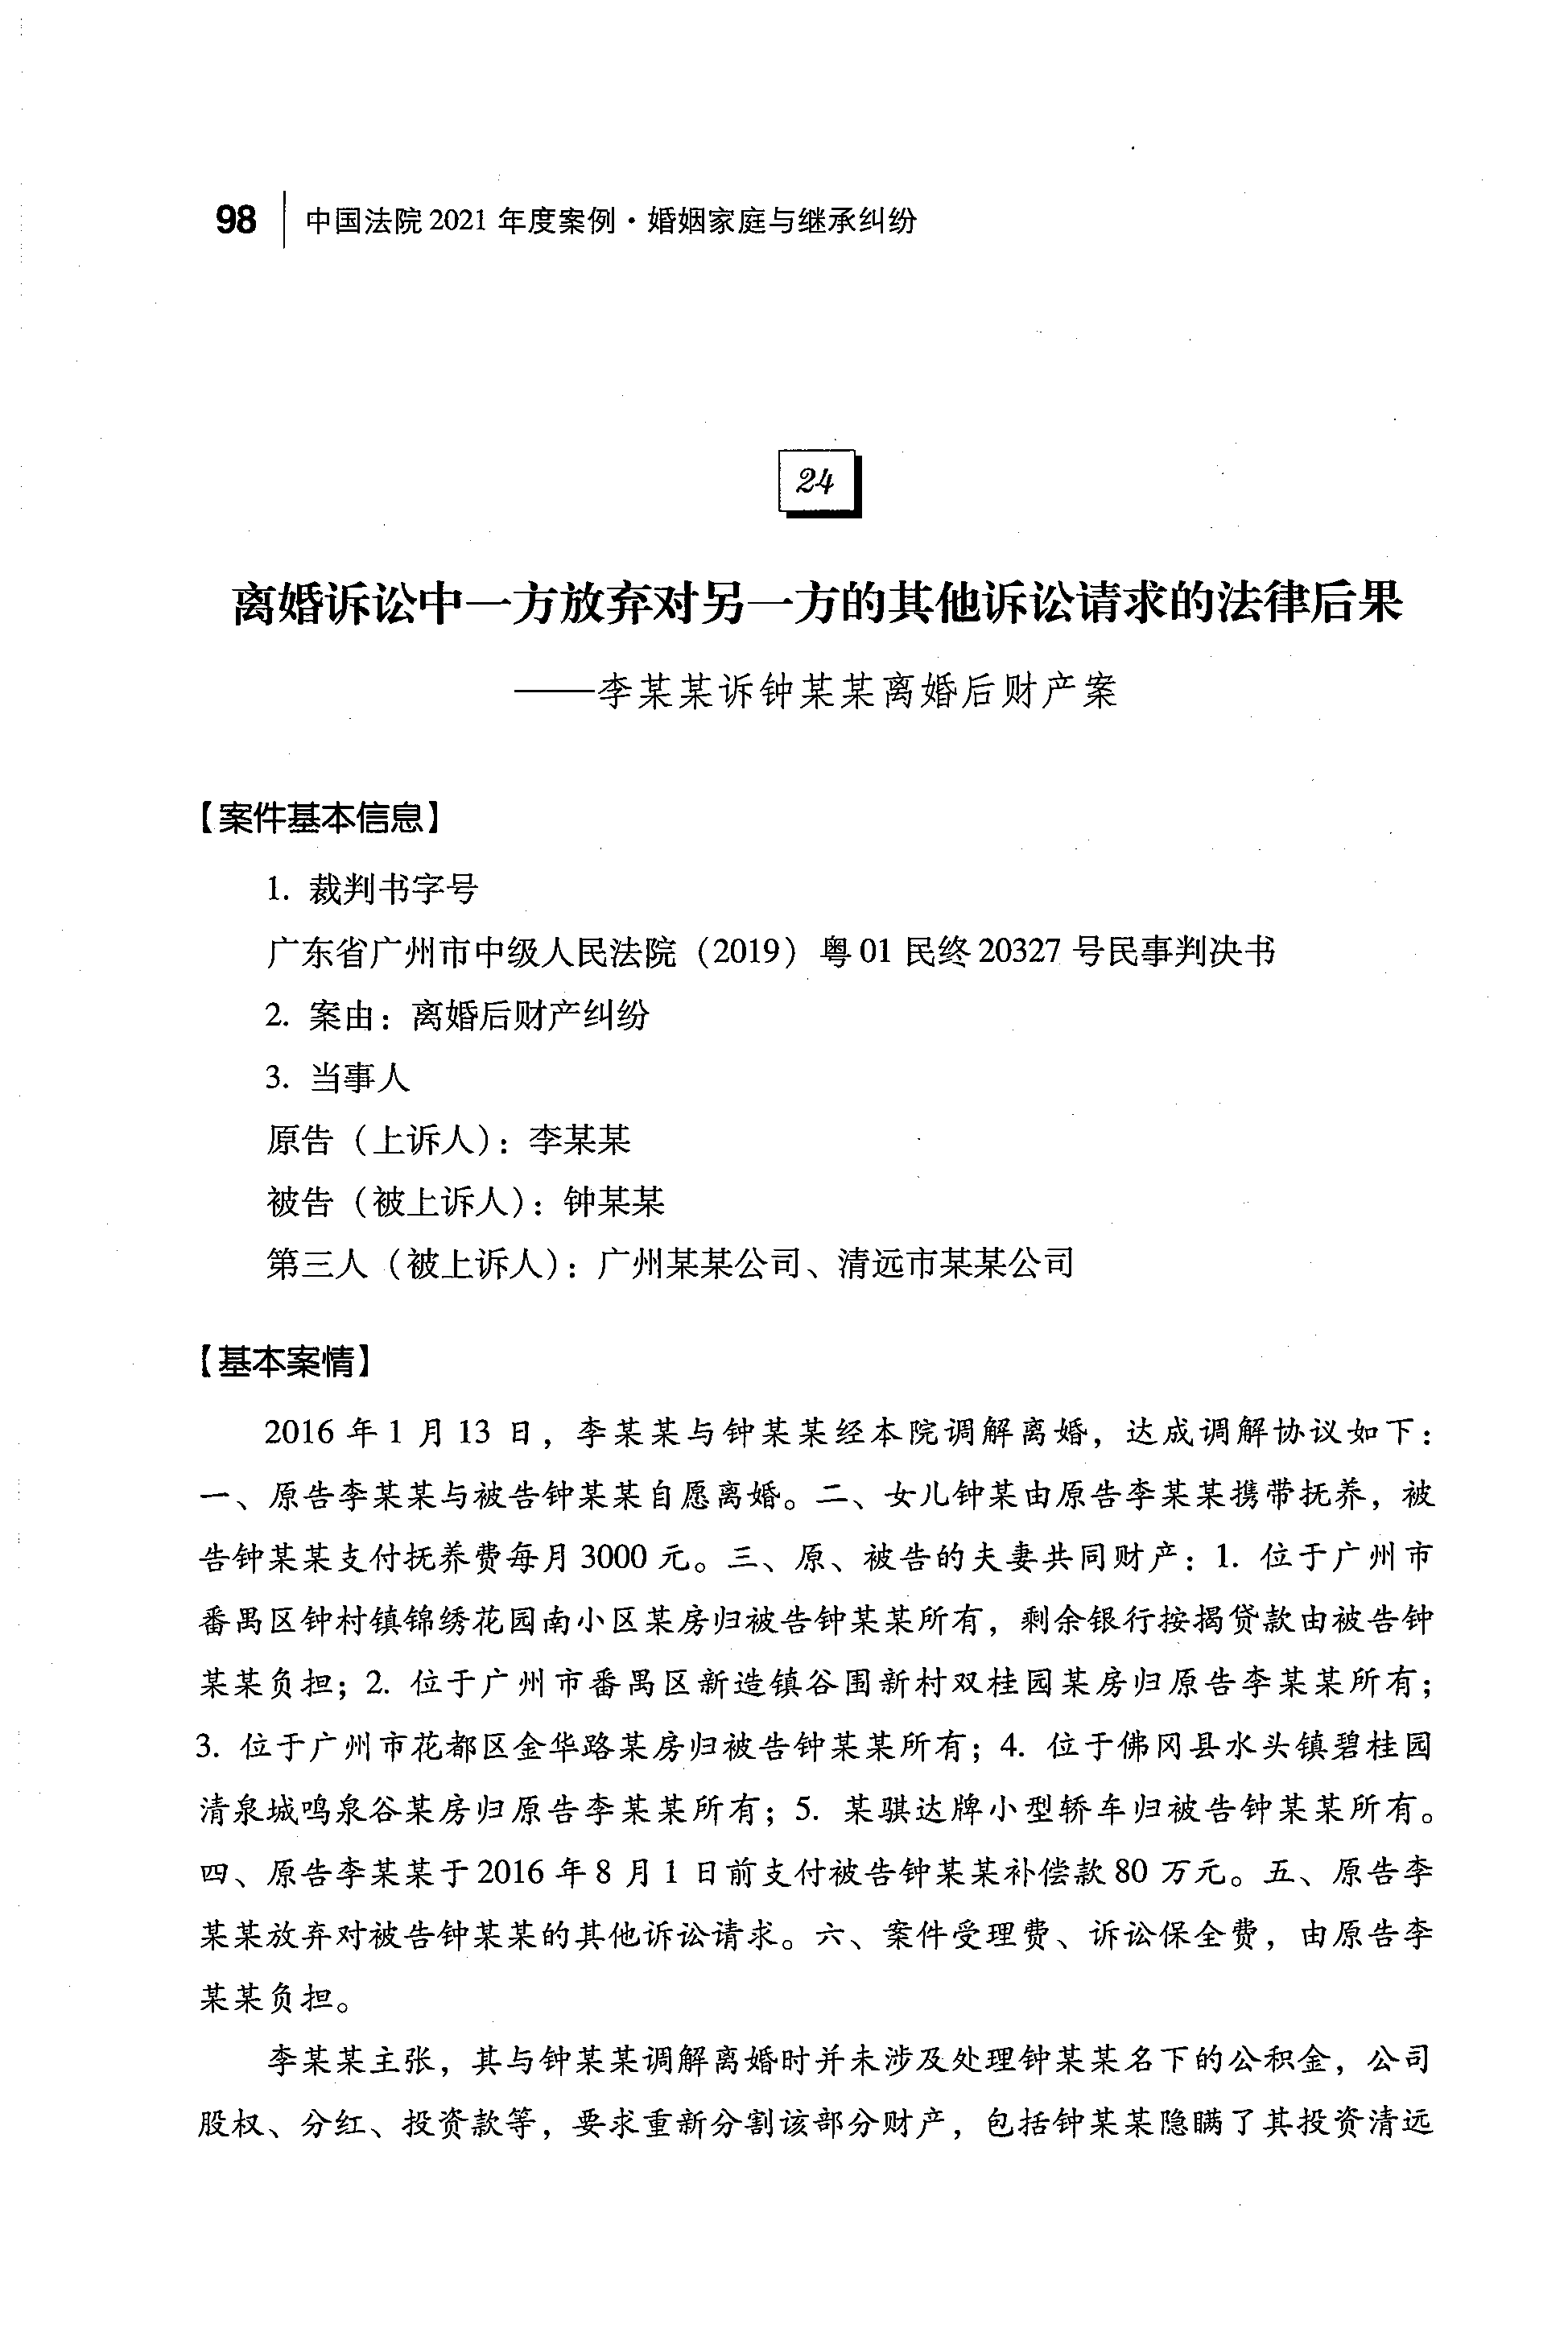 98 中国法院2021年度案例·婚姻家庭与继承纠纷
24
离婚诉讼中一方放弃对另一方的其他诉讼请求的法律后果
——李某某诉钟某某离婚后财产案
【案件基本信息】
1. 裁判书字号
广东省广州市中级人民法院（2019）粤01民终20327号民事判决书
2. 案由：离婚后财产纠纷
3. 当事人
原告（上诉人）：李某某
被告（被上诉人）：钟某某
第三人（被上诉人）：广州某某公司、清远市某某公司
【基本案情】
2016年1月13日，李某某与钟某某经本院调解离婚，达成调解协议如下：
一、原告李某某与被告钟某某自愿离婚。二、女儿钟某由原告李某某携带抚养，被
告钟某某支付抚养费每月3000元。三、原、被告的夫妻共同财产：1. 位于广州市
番禺区钟村镇锦绣花园南小区某房归被告钟某某所有，剩余银行按揭贷款由被告钟
某某负担；2. 位于广州市番禺区新造镇谷围新村双桂园某房归原告李某某所有；
3. 位于广州市花都区金华路某房归被告钟某某所有；4. 位于佛冈县水头镇碧桂园
清泉城鸣泉谷某房归原告李某某所有；5. 某骐达牌小型轿车归被告钟某某所有。
四、原告李某某于2016年8月1日前支付被告钟某某补偿款80万元。五、原告李
某某放弃对被告钟某某的其他诉讼请求。六、案件受理费、诉讼保全费，由原告李
某某负担。
李某某主张，其与钟某某调解离婚时并未涉及处理钟某某名下的公积金，公司
股权、分红、投资款等，要求重新分割该部分财产，包括钟某某隐瞒了其投资清远